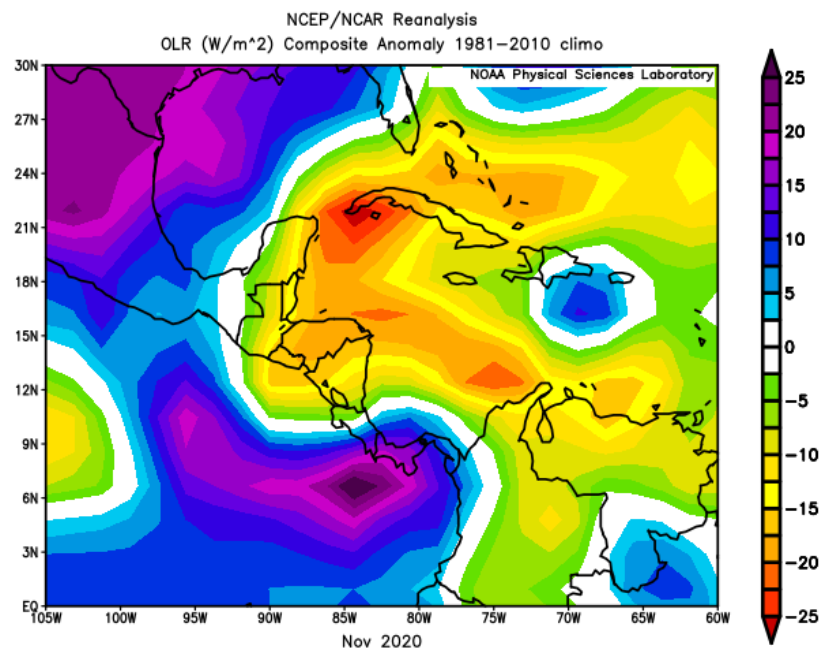 NCEP/NCAR Reanalysis
OLR (W/m^2) Composite Anomaly 1981-2010 climo
NOAA Physical Sciences Laboratory
30N
27N
24N
21N
18N
15N
12N
9N
6N
3N
EQ
105W 100W 95W 90W 85W 80W 75W 70W 65W 60W
Nov 2020
25
20
15
10
5
0
-5
-10
-15
-20
-25